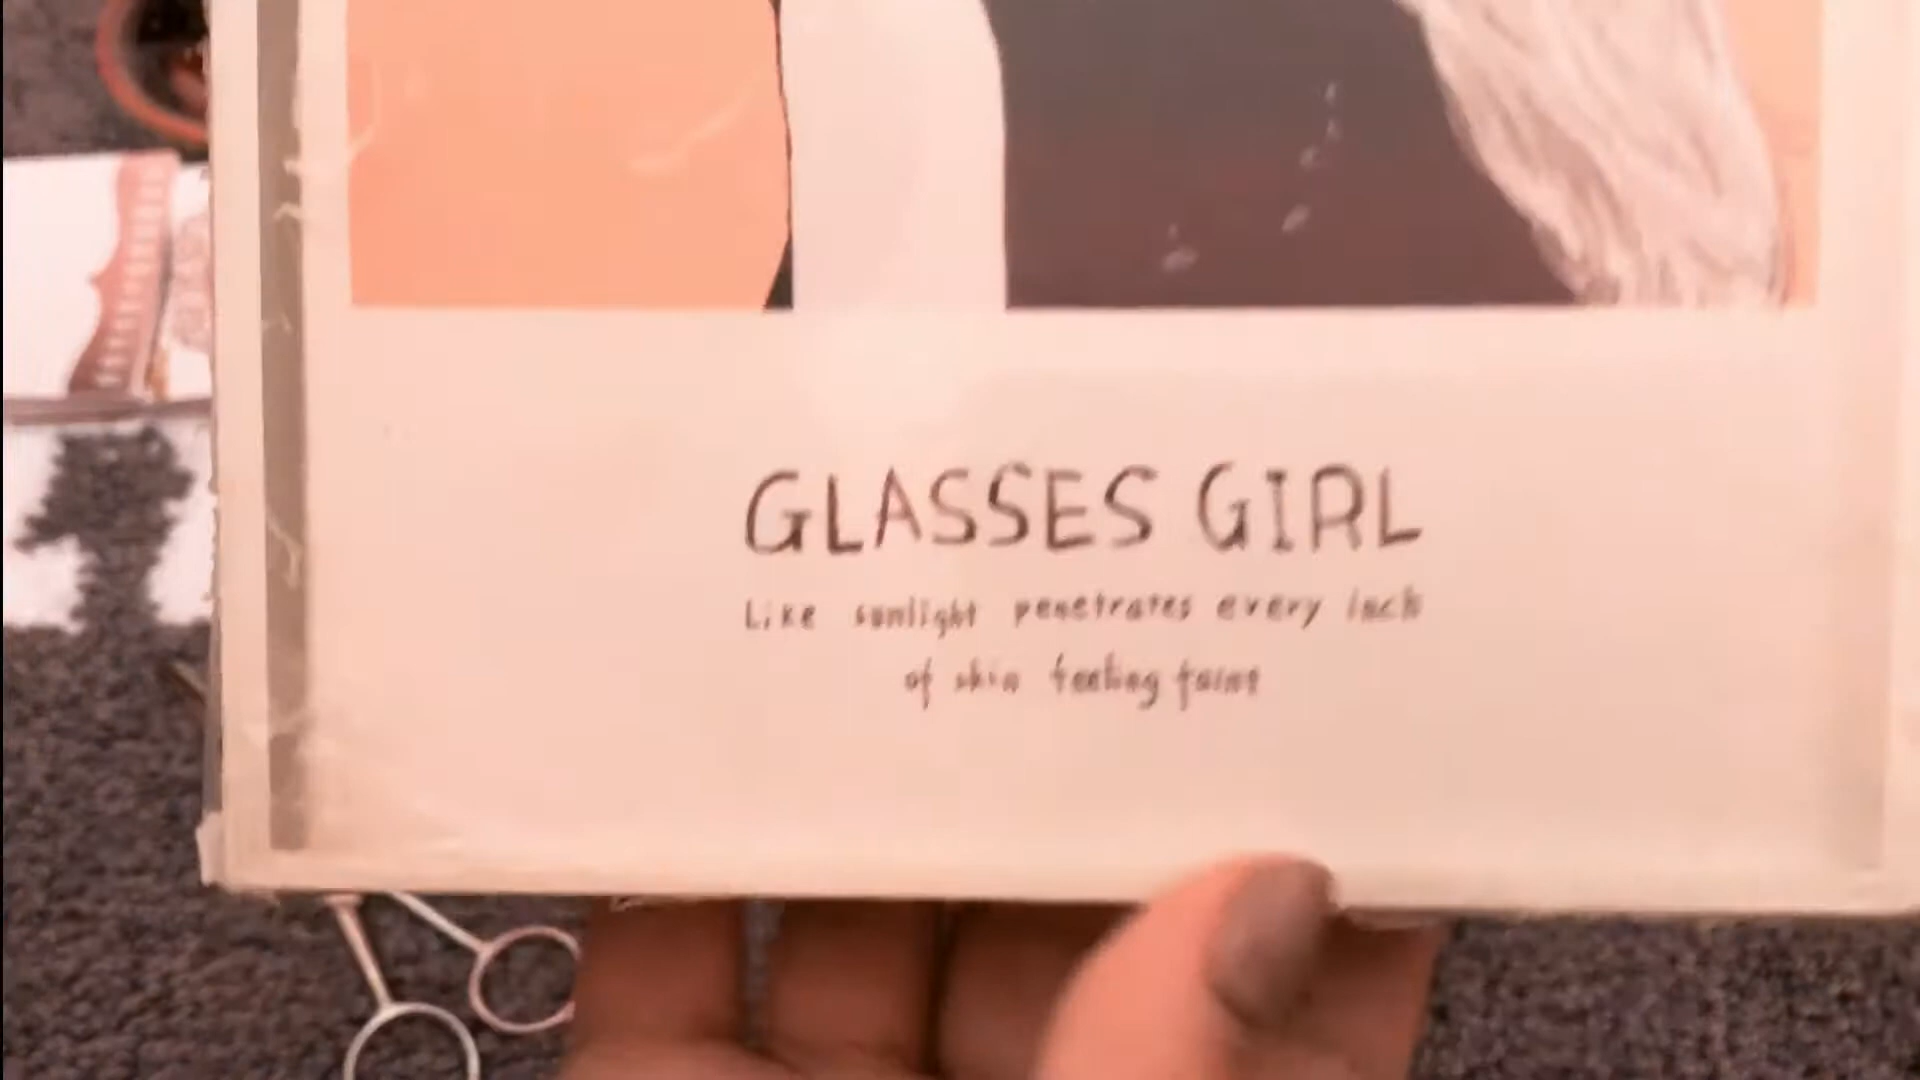 GLASSES GIRL
Like sunlight penetrates every inch
of skin feeling faint